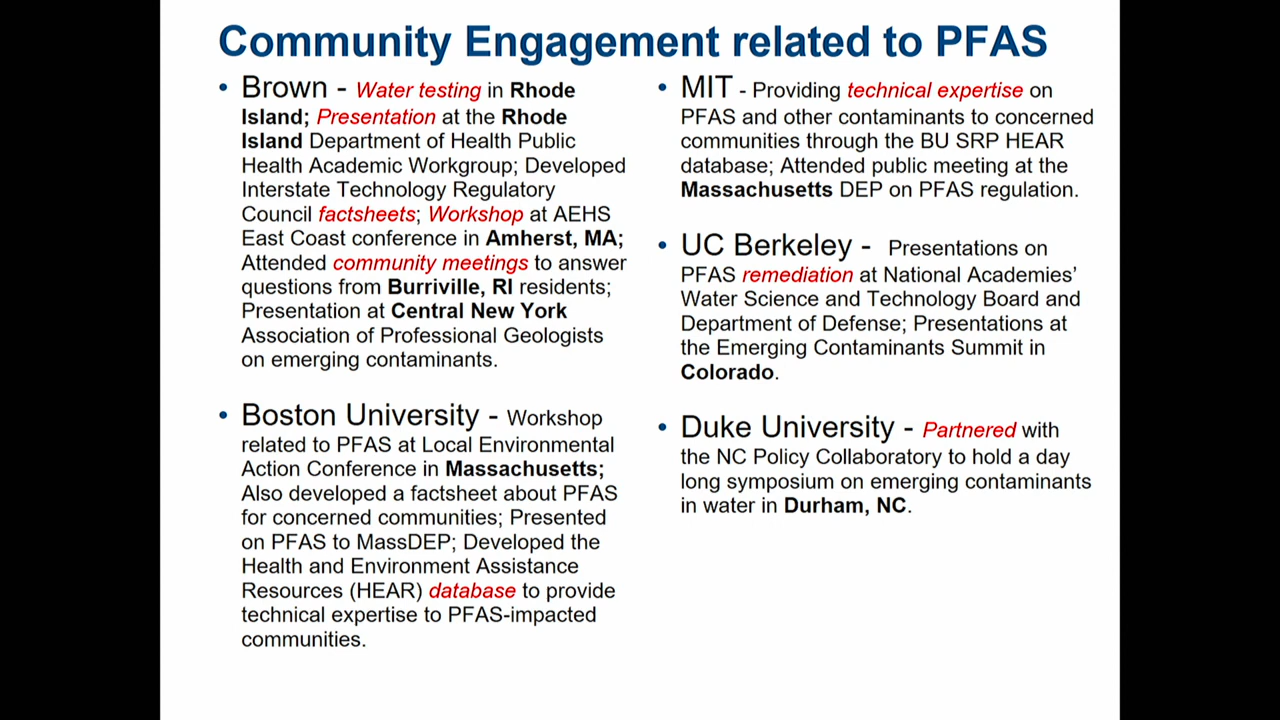 Community Engagement related to PFAS
• Brown - Water testing in Rhode
Island; Presentation at the Rhode
Island Department of Health Public
Health Academic Workgroup; Developed
Interstate Technology Regulatory
Council factsheets; Workshop at AEHS
East Coast conference in Amherst, MA;
Attended community meetings to answer
questions from Burriville, RI residents;
Presentation at Central New York
Association of Professional Geologists
on emerging contaminants.
• Boston University - Workshop
related to PFAS at Local Environmental
Action Conference in Massachusetts;
Also developed a factsheet about PFAS
for concerned communities; Presented
on PFAS to MassDEP; Developed the
Health and Environment Assistance
Resources (HEAR) database to provide
technical expertise to PFAS-impacted
communities.
• MIT - Providing technical expertise on
PFAS and other contaminants to concerned
communities through the BU SRP HEAR
database; Attended public meeting at the
Massachusetts DEP on PFAS regulation.
• UC Berkeley - Presentations on
PFAS remediation at National Academies’
Water Science and Technology Board and
Department of Defense; Presentations at
the Emerging Contaminants Summit in
Colorado.
• Duke University - Partnered with
the NC Policy Collaboratory to hold a day
long symposium on emerging contaminants
in water in Durham, NC.